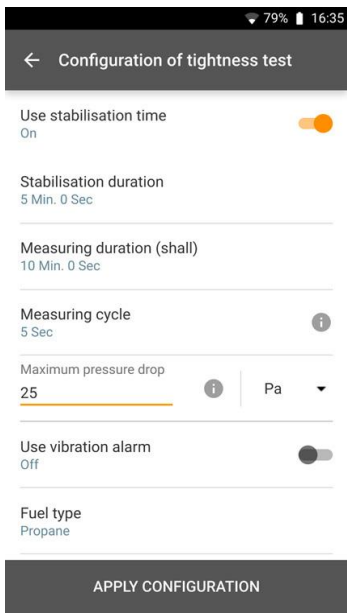 79% 16:35
Configuration of tightness test
Use stabilisation time
On
Stabilisation duration
5 Min. 0 Sec
Measuring duration (shall)
10 Min. 0 Sec
Measuring cycle
5 Sec
Maximum pressure drop
25 Pa
Use vibration alarm
Off
Fuel type
Propane
APPLY CONFIGURATION